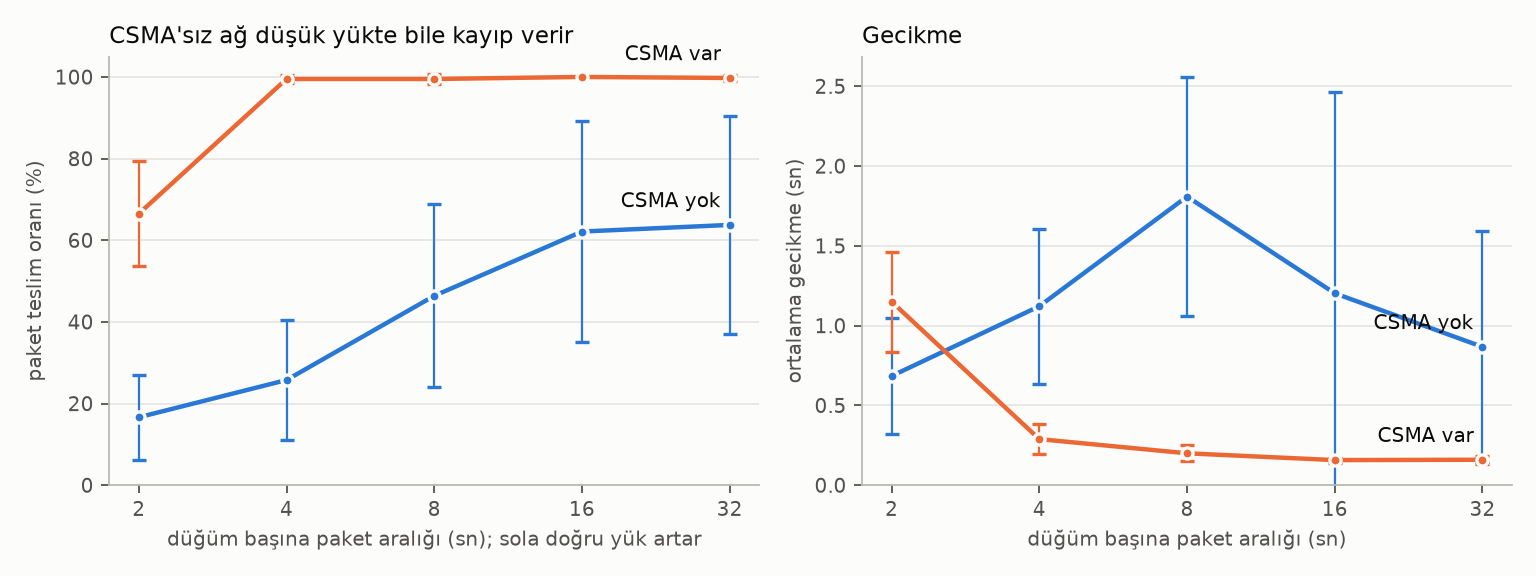 CSMA'sız ağ düşük yükte bile kayıp verir
CSMA var
CSMA yok
paket teslim oranı (%)
100
80
60
40
20
0
2 4 8 16 32
düğüm başına paket aralığı (sn); sola doğru yük artar
Gecikme
ortalama gecikme (sn)
2.5
2.0
1.5
1.0
0.5
0.0
CSMA yok
CSMA var
2 4 8 16 32
düğüm başına paket aralığı (sn)